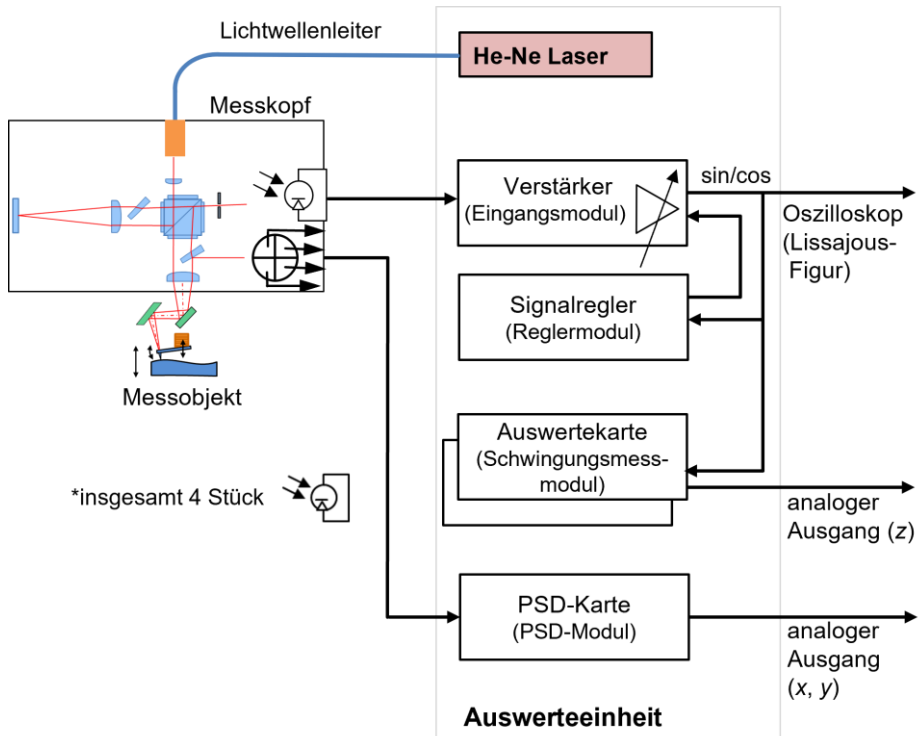 Lichtwellenleiter
He-Ne Laser
Messkopf
Verstärker
(Eingangsmodul)
sin/cos
Oszilloskop
(Lissajous-
Figur)
Signalregler
(Reglermodul)
Messobjekt
Auswertekarte
(Schwingungsmess-
modul)
*insgesamt 4 Stück
analoger
Ausgang (z)
PSD-Karte
(PSD-Modul)
analoger
Ausgang
(x, y)
Auswerteeinheit